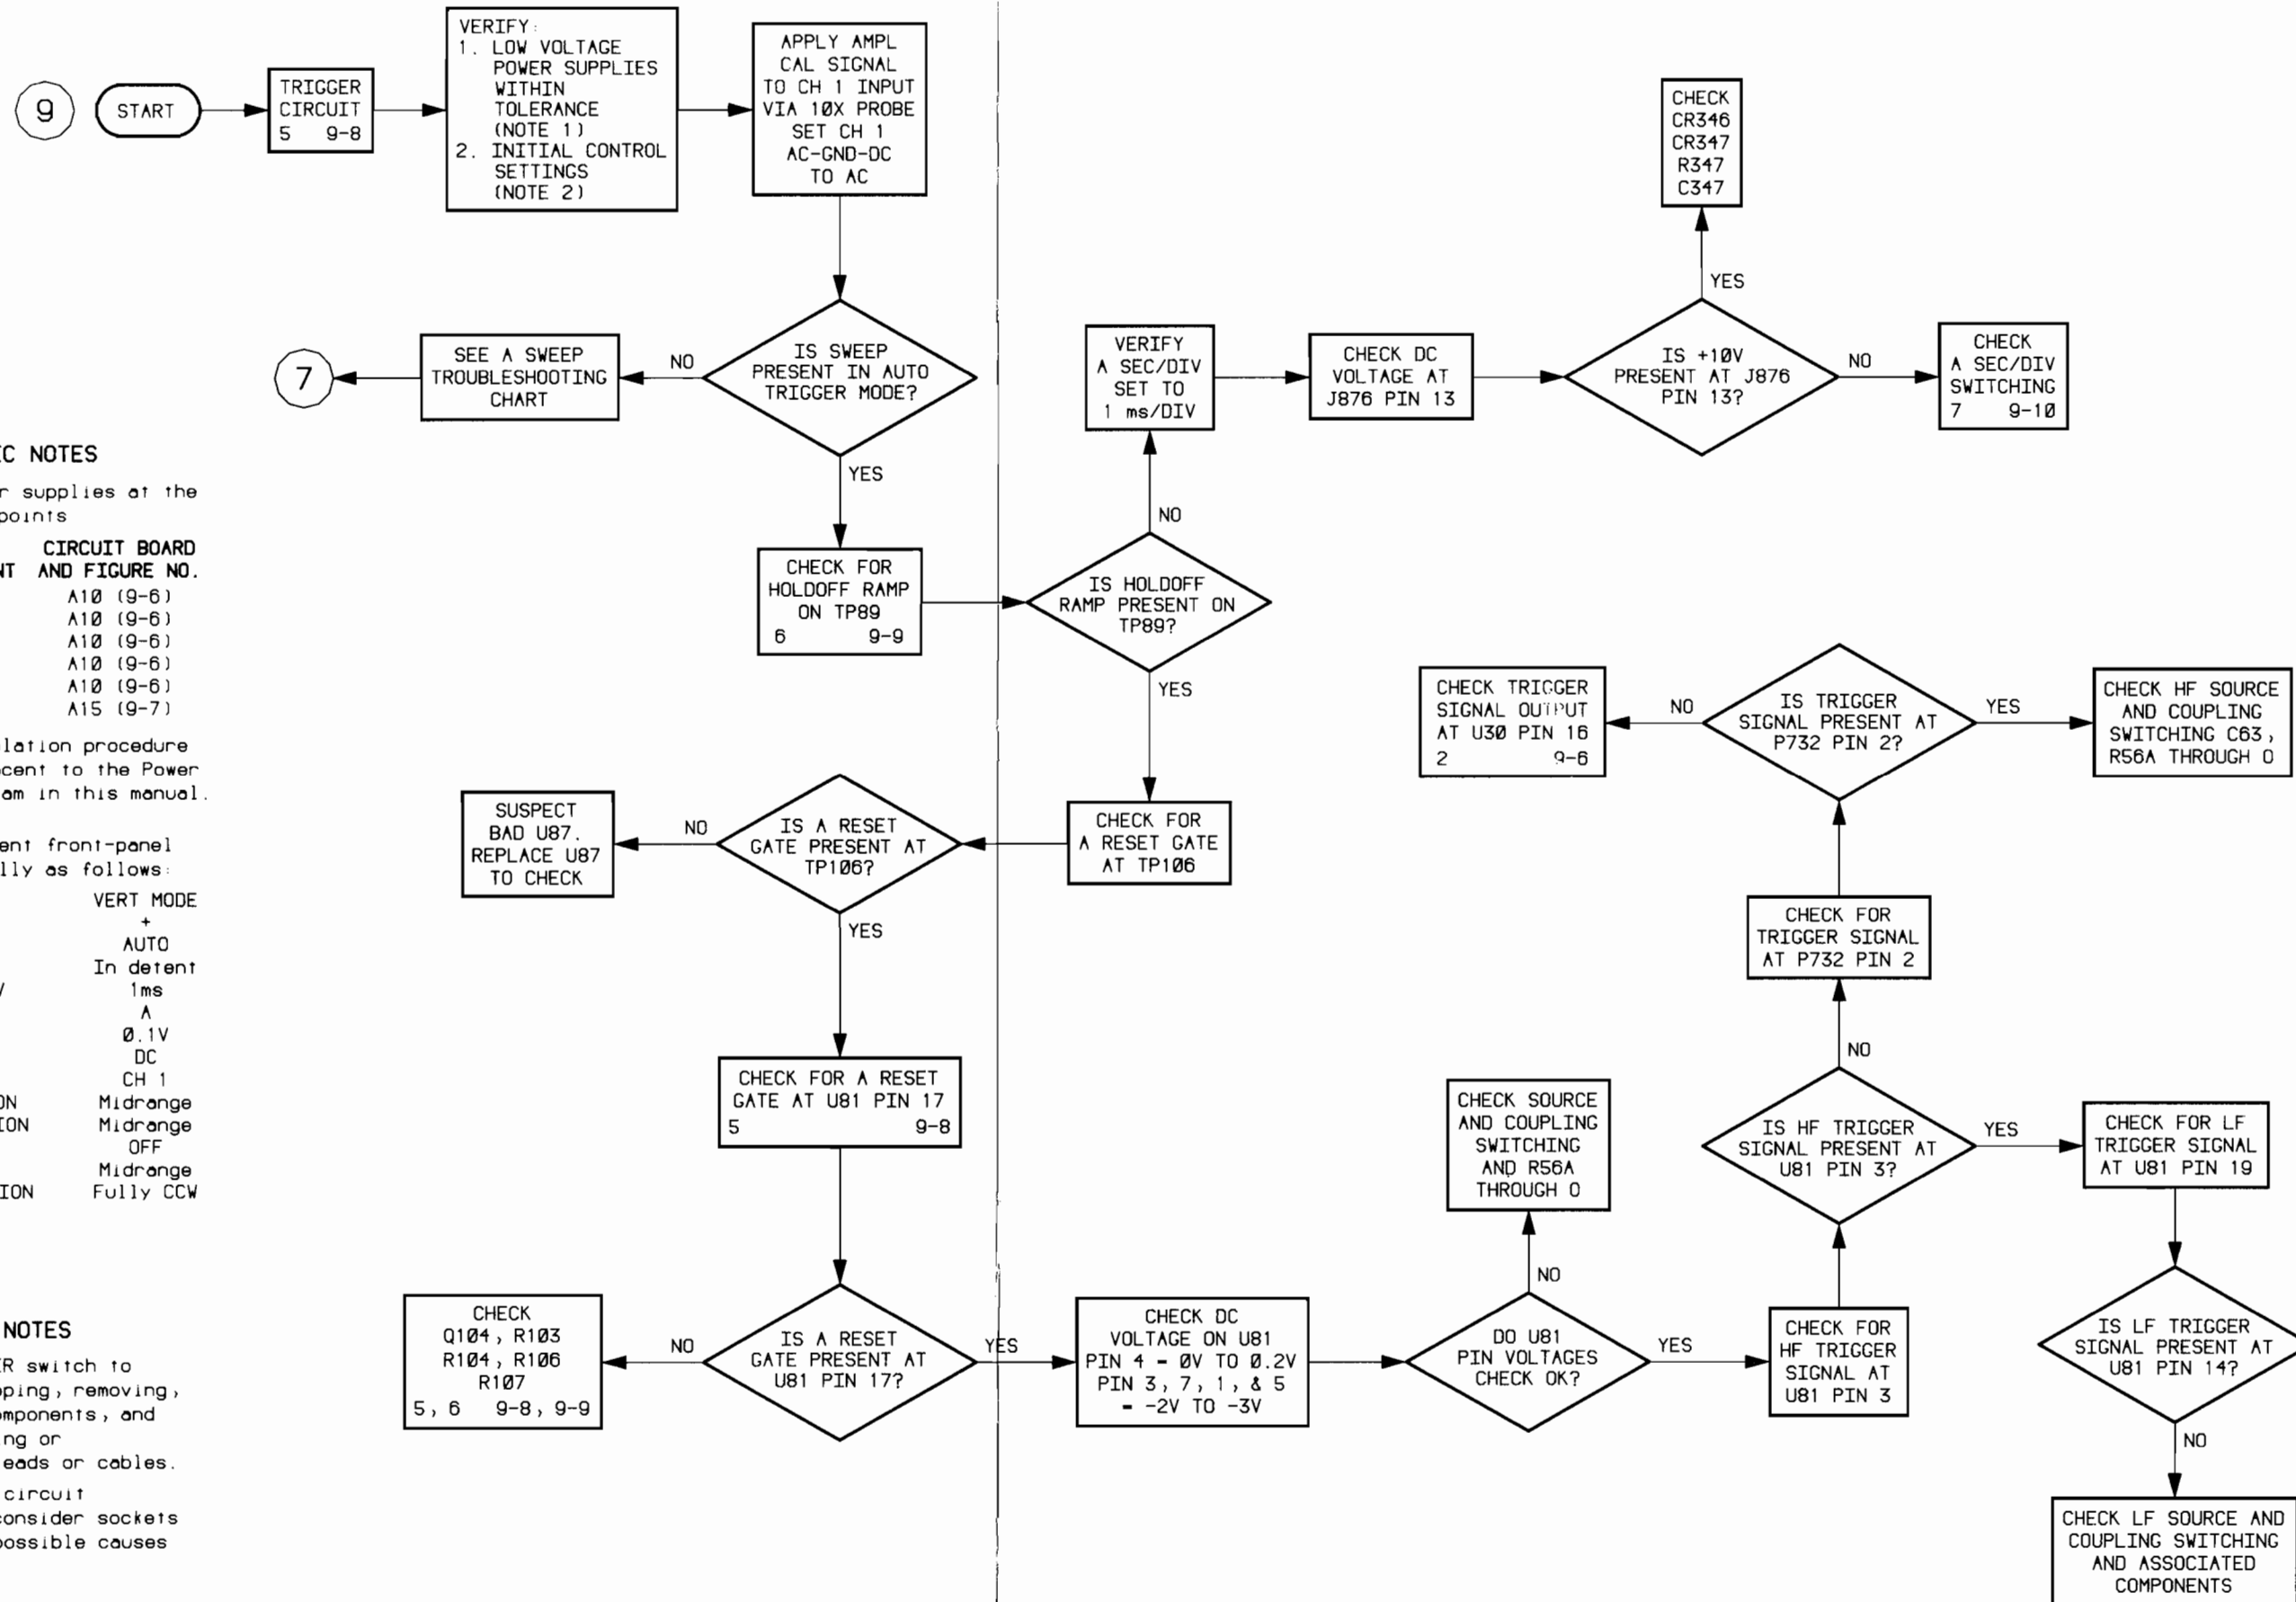 9
START
TRIGGER
CIRCUIT
5 9-8
VERIFY:
1. LOW VOLTAGE
POWER SUPPLIES
WITHIN
TOLERANCE
(NOTE 1)
2. INITIAL CONTROL
SETTINGS
(NOTE 2)
APPLY AMPL
CAL SIGNAL
TO CH 1 INPUT
VIA 10X PROBE
SET CH 1
AC-GND-DC
TO AC
CHECK
CR346
CR347
R347
C347
YES
7
SEE A SWEEP
TROUBLESHOOTING
CHART
NO
IS SWEEP
PRESENT IN AUTO
TRIGGER MODE?
YES
VERIFY
A SEC/DIV
SET TO
1 ms/DIV
CHECK DC
VOLTAGE AT
J876 PIN 13
IS +10V
PRESENT AT J876
PIN 13?
NO
CHECK
A SEC/DIV
SWITCHING
7 9-10
NO
CHECK FOR
HOLDOFF RAMP
ON TP89
6 9-9
IS HOLDOFF
RAMP PRESENT ON
TP89?
YES
C NOTES
r supplies at the
points
CIRCUIT BOARD
NT AND FIGURE NO.
A10 (9-6)
A10 (9-6)
A10 (9-6)
A10 (9-6)
A10 (9-6)
A15 (9-7)
lation procedure
cent to the Power
am in this manual.
ent front-panel
lly as follows:
VERT MODE
+
AUTO
In detent
V 1ms
A
0.1V
DC
CH 1
ON Midrange
ION Midrange
OFF
Midrange
ION Fully CCW
NOTES
ER switch to
pping, removing,
omponents, and
ng or
eads or cables.
circuit
consider sockets
possible causes
SUSPECT
BAD U87.
REPLACE U87
TO CHECK
NO
IS A RESET
GATE PRESENT AT
TP106?
YES
CHECK FOR
A RESET GATE
AT TP106
CHECK TRIGGER
SIGNAL OUTPUT
AT U30 PIN 16
2 9-6
NO
IS TRIGGER
SIGNAL PRESENT AT
P732 PIN 2?
YES
CHECK HF SOURCE
AND COUPLING
SWITCHING C63,
R56A THROUGH O
CHECK FOR
TRIGGER SIGNAL
AT P732 PIN 2
NO
CHECK FOR A RESET
GATE AT U81 PIN 17
5 9-8
CHECK SOURCE
AND COUPLING
SWITCHING
AND R56A
THROUGH O
NO
IS HF TRIGGER
SIGNAL PRESENT AT
U81 PIN 3?
YES
CHECK FOR LF
TRIGGER SIGNAL
AT U81 PIN 19
CHECK
Q104, R103
R104, R106
R107
5, 6 9-8, 9-9
NO
IS A RESET
GATE PRESENT AT
U81 PIN 17?
YES
CHECK DC
VOLTAGE ON U81
PIN 4 = 0V TO 0.2V
PIN 3, 7, 1, & 5
= -2V TO -3V
DO U81
PIN VOLTAGES
CHECK OK?
YES
CHECK FOR
HF TRIGGER
SIGNAL AT
U81 PIN 3
IS LF TRIGGER
SIGNAL PRESENT AT
U81 PIN 14?
NO
CHECK LF SOURCE AND
COUPLING SWITCHING
AND ASSOCIATED
COMPONENTS